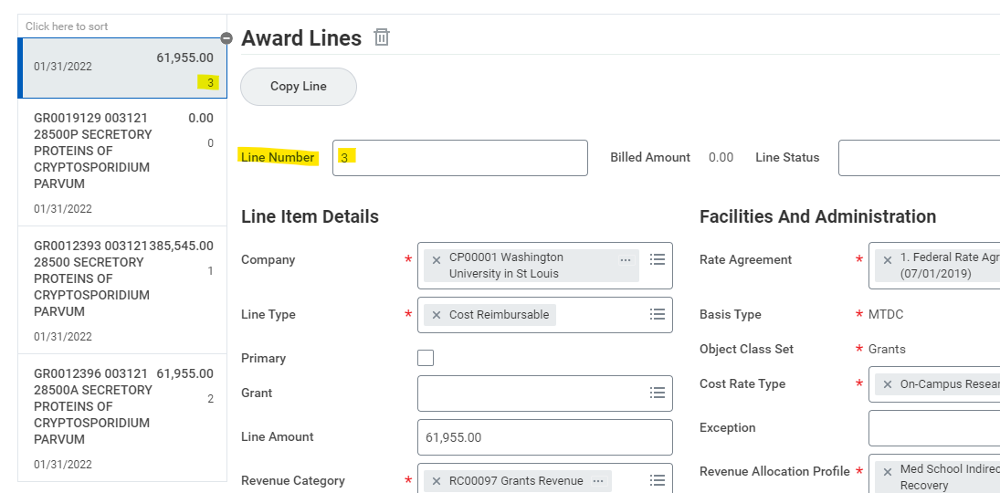 Click here to sort
61,955.00
01/31/2022
3
GR0019129 003121 0.00
28500P SECRETORY
0
PROTEINS OF
CRYPTOSPORIDIUM
PARVUM
01/31/2022
GR0012393 003121 385,545.00
28500 SECRETORY
1
PROTEINS OF
CRYPTOSPORIDIUM
PARVUM
01/31/2022
GR0012396 003121 61,955.00
28500A SECRETORY
2
PROTEINS OF
CRYPTOSPORIDIUM
PARVUM
01/31/2022
Award Lines
Copy Line
Line Number 3 Billed Amount 0.00 Line Status
Line Item Details
Company * CP00001 Washington
University in St Louis
Line Type * Cost Reimbursable
Primary
Grant
Line Amount 61,955.00
Revenue Category * RC00097 Grants Revenue
Facilities And Administration
Rate Agreement * 1. Federal Rate Agr
(07/01/2019)
Basis Type * MTDC
Object Class Set * Grants
Cost Rate Type * On-Campus Resear
Exception
Revenue Allocation Profile * Med School Indirec
Recovery